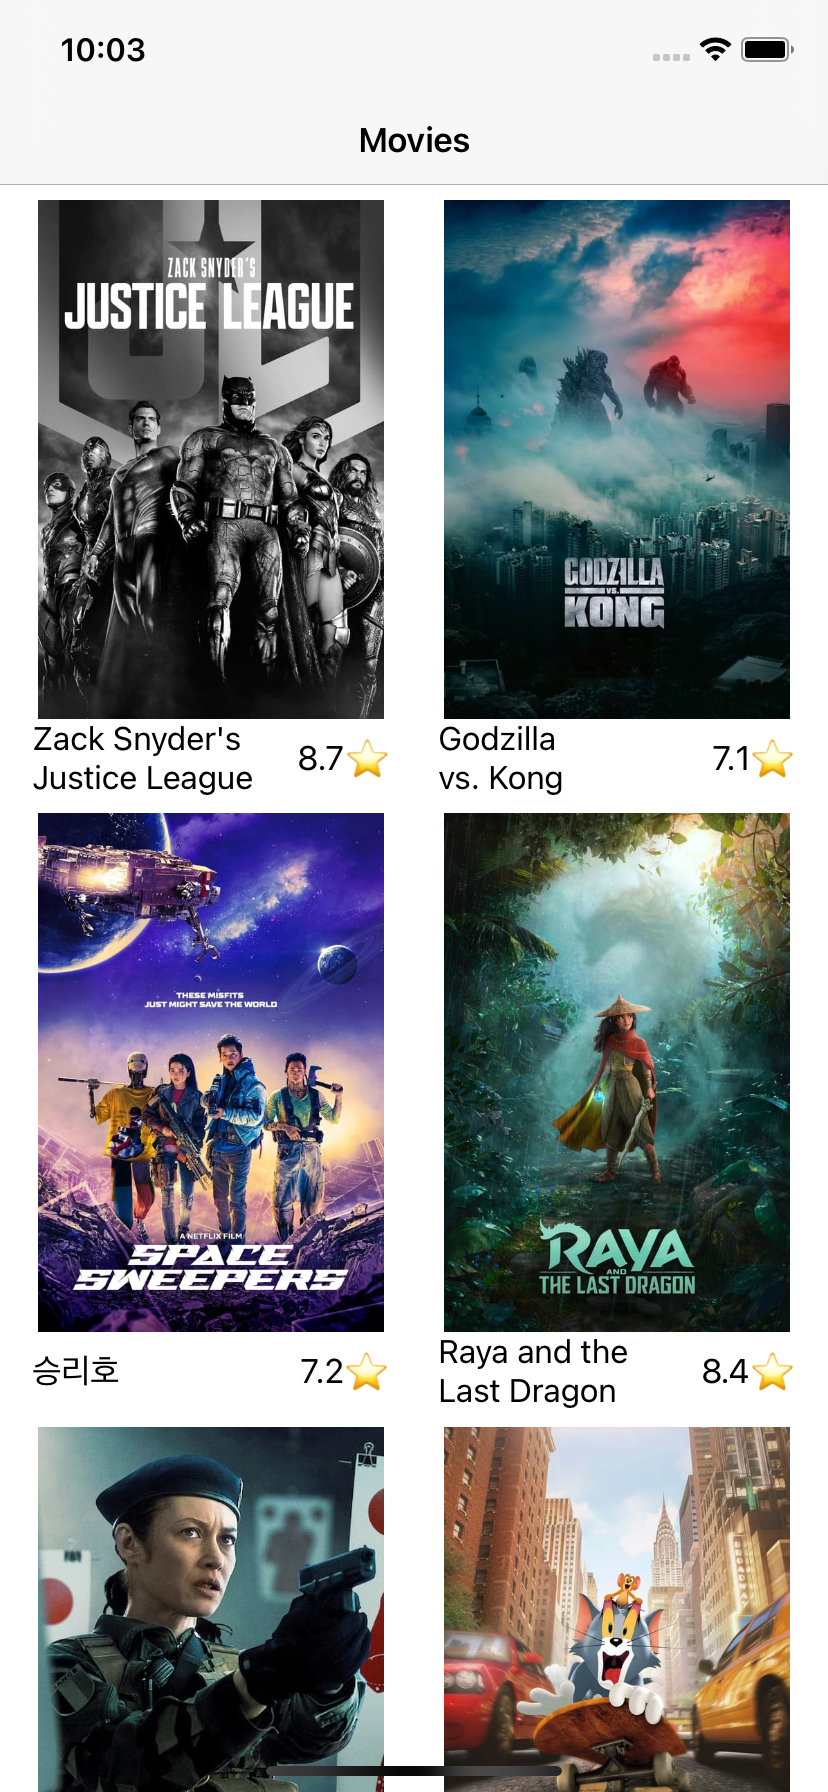 10:03
Movies
ZACK SNYDER'S
JUSTICE LEAGUE
GODZILLA
VS.
KONG
Zack Snyder's
Justice League
8.7⭐
Godzilla
vs. Kong
7.1⭐
THESE MISFITS
JUST MIGHT SAVE THE WORLD
A NETFLIX FILM
SPACE
SWEEPERS
RAYA
AND
THE LAST DRAGON
승리호
7.2⭐
Raya and the
Last Dragon
8.4⭐
BROADWAY